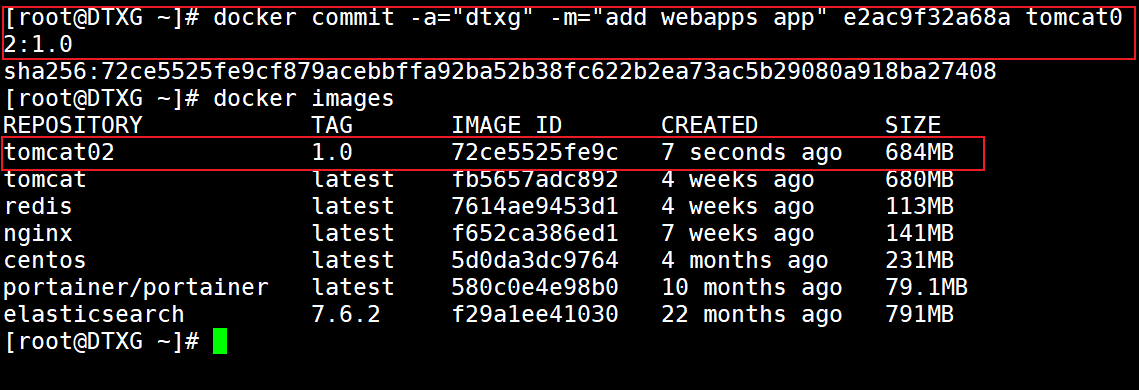 [root@DTXG ~]# docker commit -a="dtxg" -m="add webapps app" e2ac9f32a68a tomcat0
2:1.0
sha256:72ce5525fe9cf879acebbffa92ba52b38fc622b2ea73ac5b29080a918ba27408
[root@DTXG ~]# docker images
REPOSITORY            TAG       IMAGE ID       CREATED         SIZE
tomcat02              1.0       72ce5525fe9c   7 seconds ago   684MB
tomcat                latest    fb5657adc892   4 weeks ago     680MB
redis                 latest    7614ae9453d1   4 weeks ago     113MB
nginx                 latest    f652ca386ed1   7 weeks ago     141MB
centos                latest    5d0da3dc9764   4 months ago    231MB
portainer/portainer   latest    580c0e4e98b0   10 months ago   79.1MB
elasticsearch         7.6.2     f29a1ee41030   22 months ago   791MB
[root@DTXG ~]#